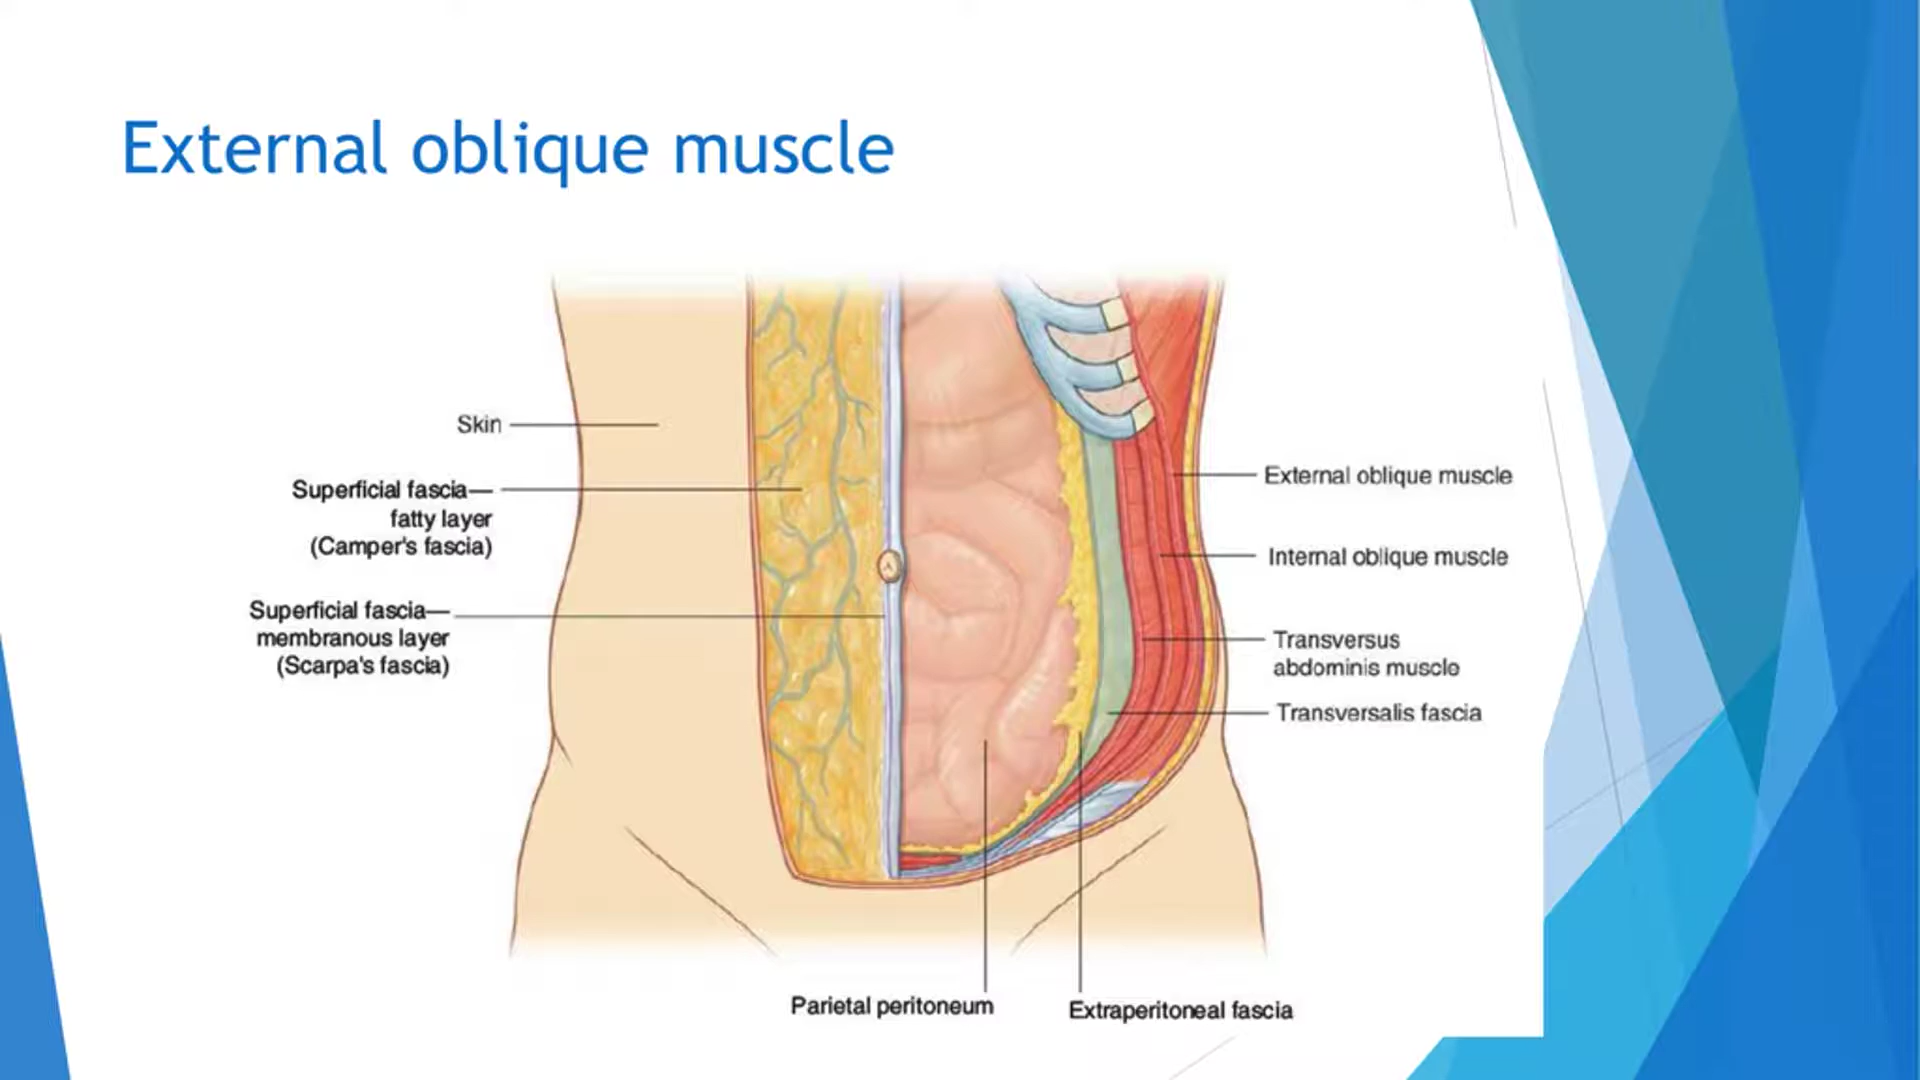 External oblique muscle
Skin
Superficial fascia—
fatty layer
(Camper's fascia)
Superficial fascia—
membranous layer
(Scarpa's fascia)
External oblique muscle
Internal oblique muscle
Transversus
abdominis muscle
Transversalis fascia
Parietal peritoneum
Extraperitoneal fascia